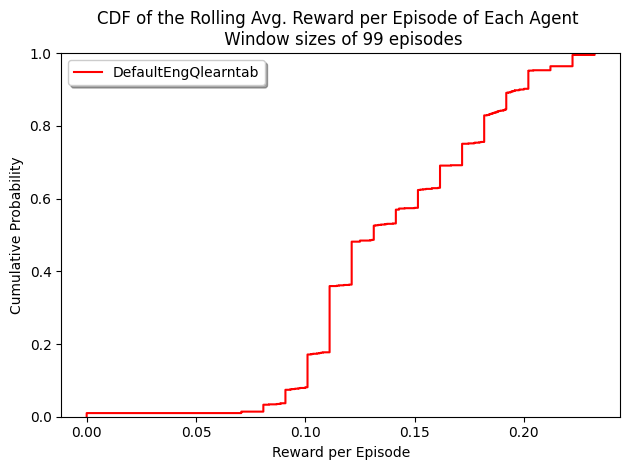 CDF of the Rolling Avg. Reward per Episode of Each Agent
Window sizes of 99 episodes
DefaultEngQlearntab
Cumulative Probability
1.0
0.8
0.6
0.4
0.2
0.0
0.00 0.05 0.10 0.15 0.20
Reward per Episode